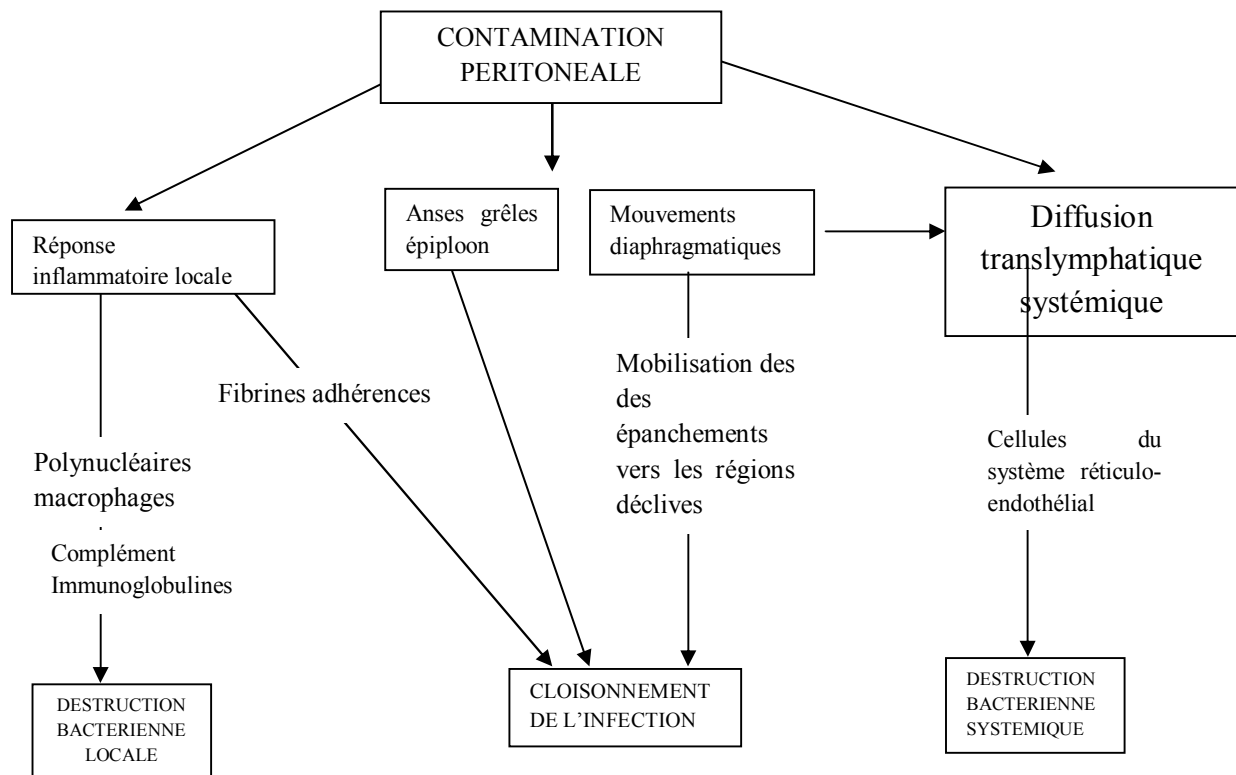 CONTAMINATION
PERITONEALE
Réponse
inflammatoire locale
Anses grêles
épiploon
Mouvements
diaphragmatiques
Diffusion
translymphatique
systémique
Fibrines adhérences
Mobilisation des
des
épanchements
vers les régions
déclives
Polynucléaires
macrophages
Complément
Immunoglobulines
Cellules du
système réticulo-
endothélial
DESTRUCTION
BACTERIENNE
LOCALE
CLOISONNEMENT
DE L’INFECTION
DESTRUCTION
BACTERIENNE
SYSTEMIQUE